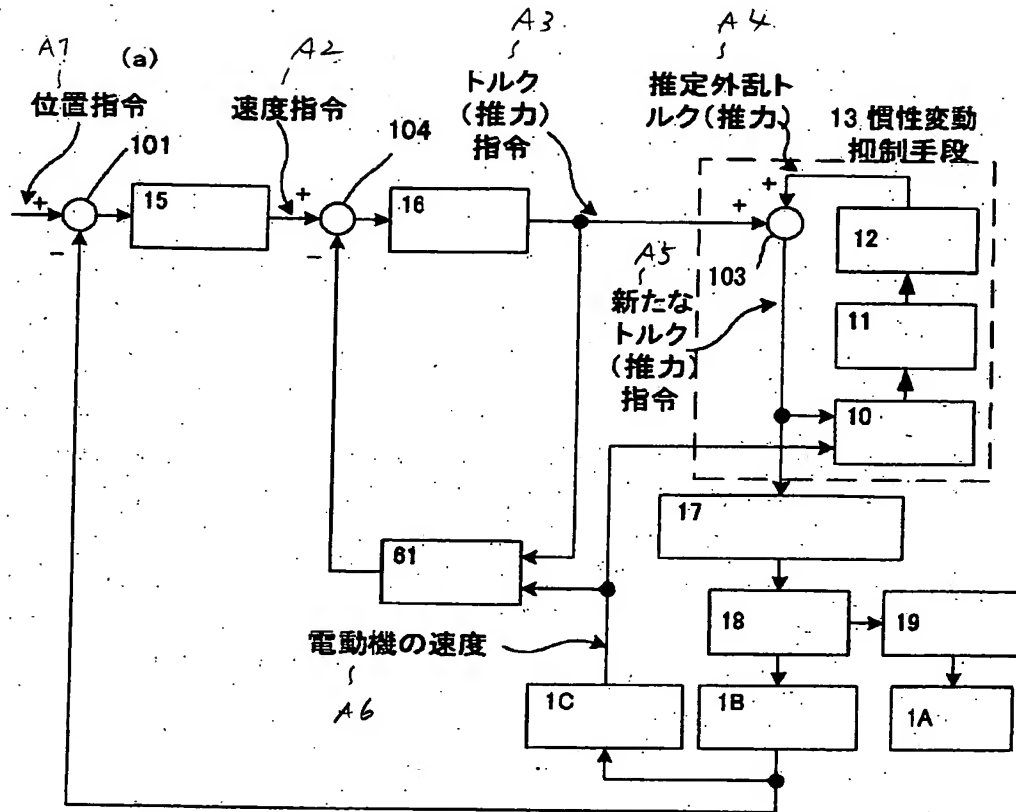 A1
(a)
位置指令
A2
速度指令
A3
トルク
(推力)
指令
A4
推定外乱ト
ルク(推力)
13 慣性変動
抑制手段
101
104
+
15
+
16
+
+
12
-
-
A5
103
新たな
トルク
(推力)
指令
11
10
17
61
18
19
電動機の速度
A6
1C
1B
1A